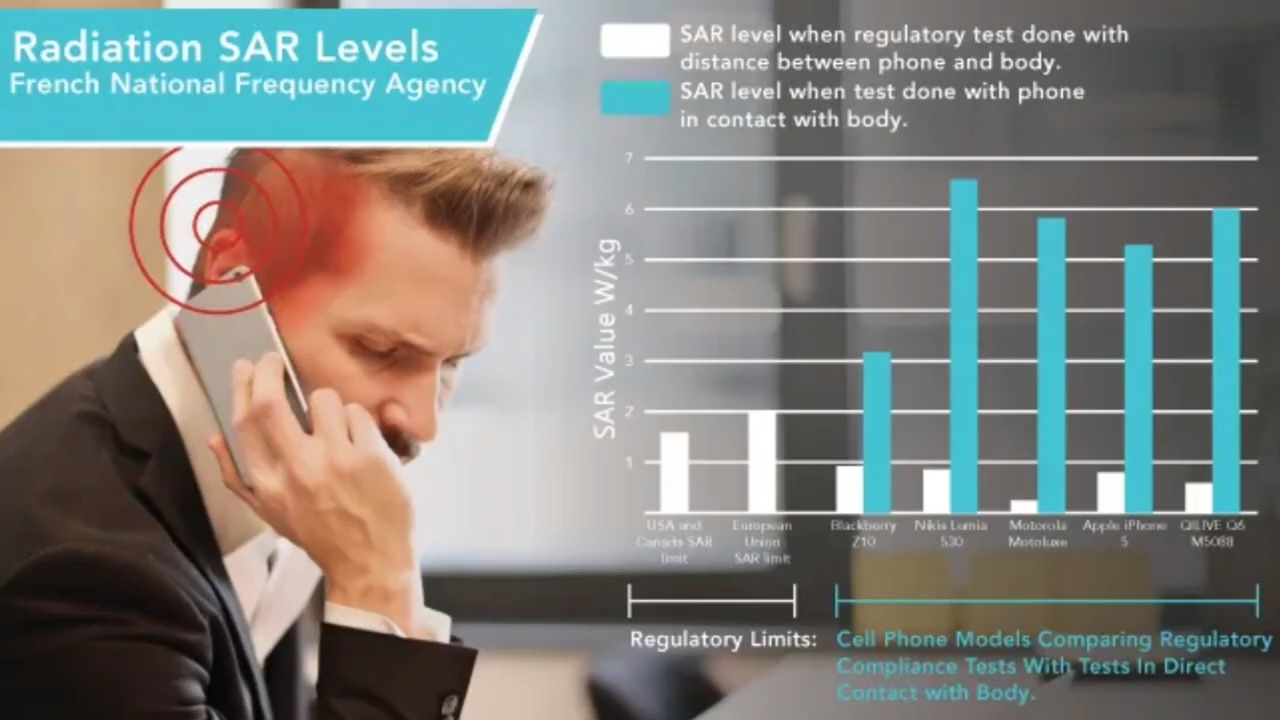 Radiation SAR Levels
French National Frequency Agency
SAR level when regulatory test done with
distance between phone and body.
SAR level when test done with phone
in contact with body.
SAR Value W/kg
7
6
5
4
3
2
1
USA and
Canada SAR
limit
European
Union
SAR limit
Blackberry
Z10
Nikia Lumia
530
Motorola
Motoluxe
Apple iPhone
5
QILIVE Q6
M5088
Regulatory Limits:
Cell Phone Models Comparing Regulatory
Compliance Tests With Tests In Direct
Contact with Body.